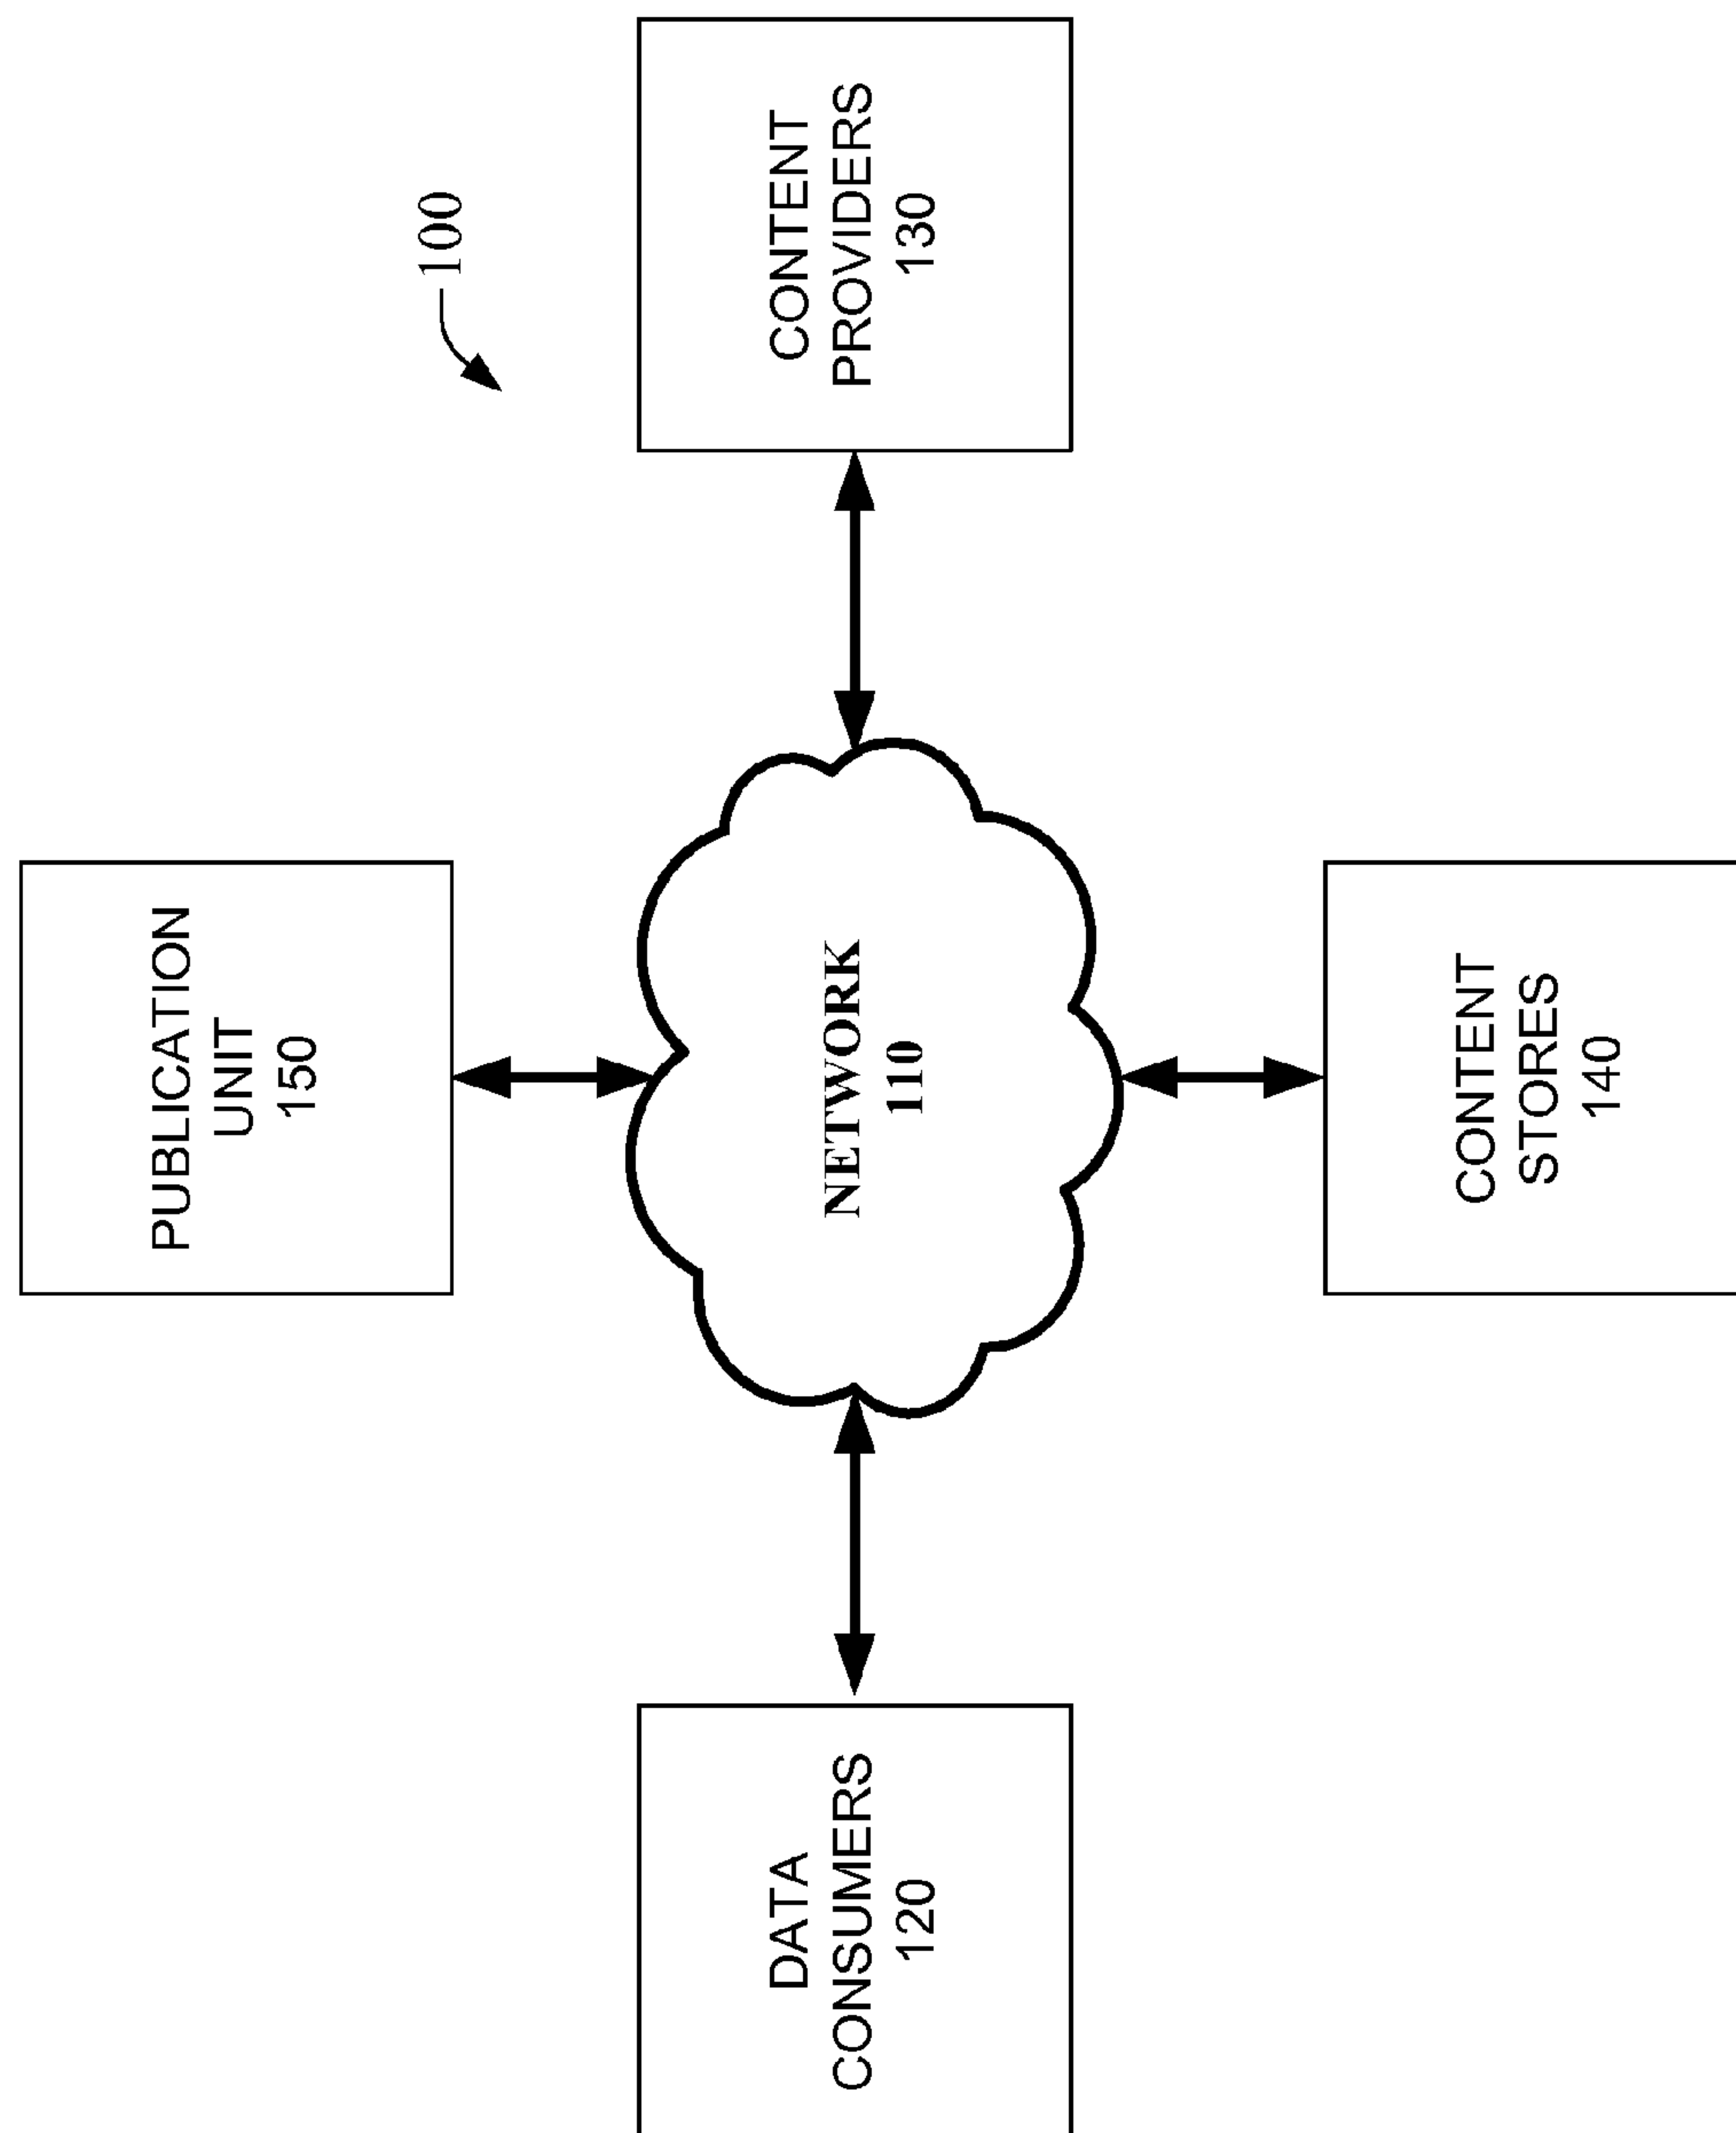 100
PUBLICATION
UNIT
150
DATA
CONSUMERS
120
NETWORK
110
CONTENT
PROVIDERS
130
CONTENT
STORES
140